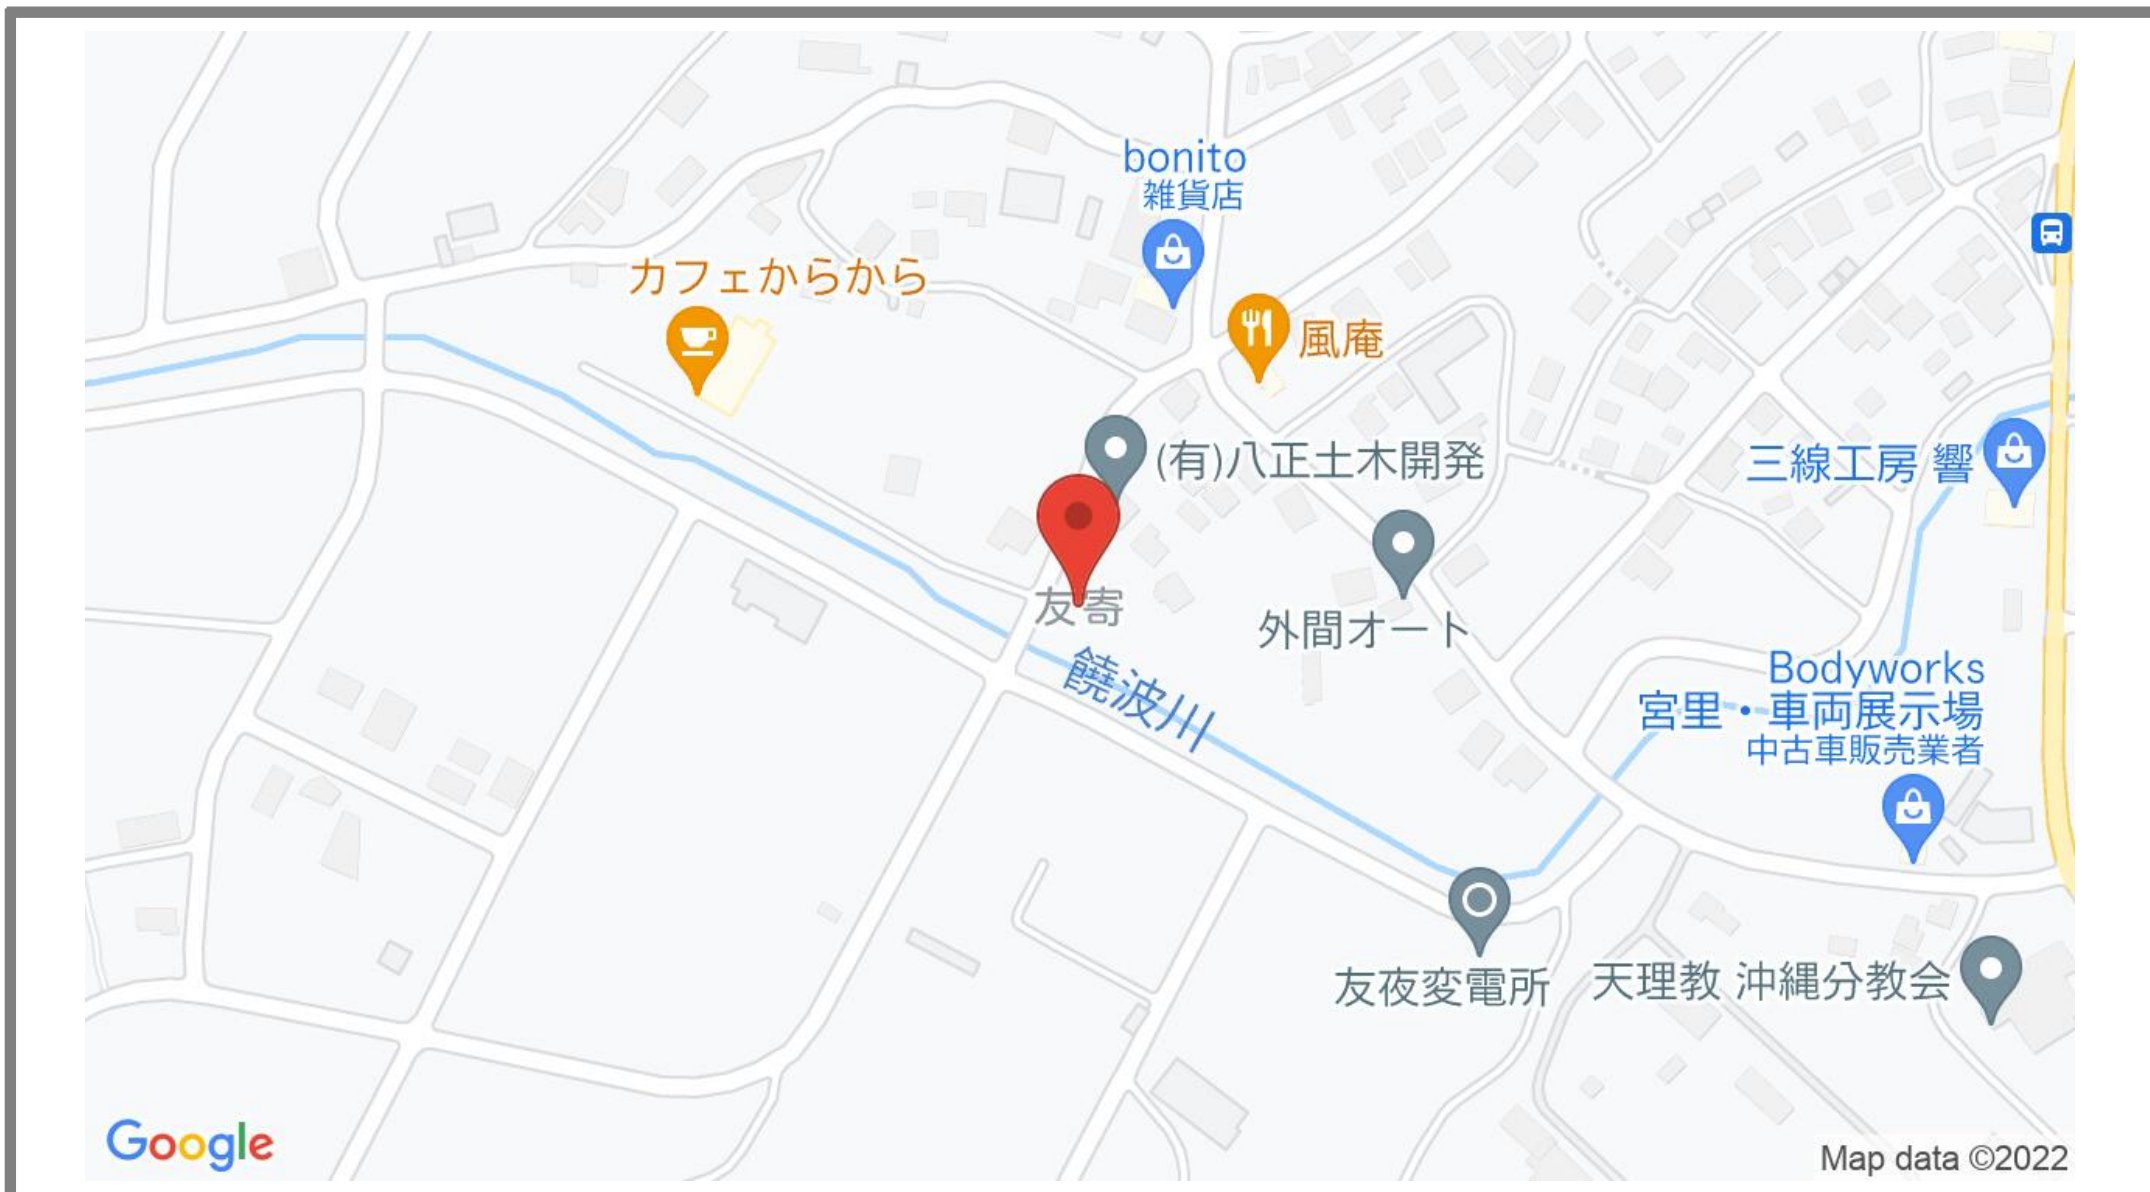 bonito
雑貨店
カフェからから
風庵
(有)八正土木開発
三線工房 響
友寄
外間オート
饒波川
Bodyworks
宮里・車両展示場
中古車販売業者
友夜変電所
天理教 沖縄分教会
Google
Map data ©2022